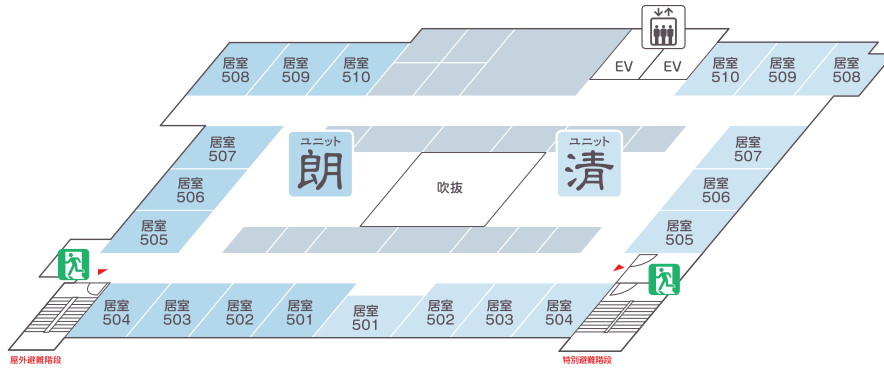 居室
508
居室
509
居室
510
EV
EV
居室
510
居室
509
居室
508
居室
507
ユニット
朗
ユニット
清
居室
507
居室
506
吹抜
居室
506
居室
505
居室
505
居室
504
居室
503
居室
502
居室
501
居室
501
居室
502
居室
503
居室
504
屋外避難階段
特別避難階段